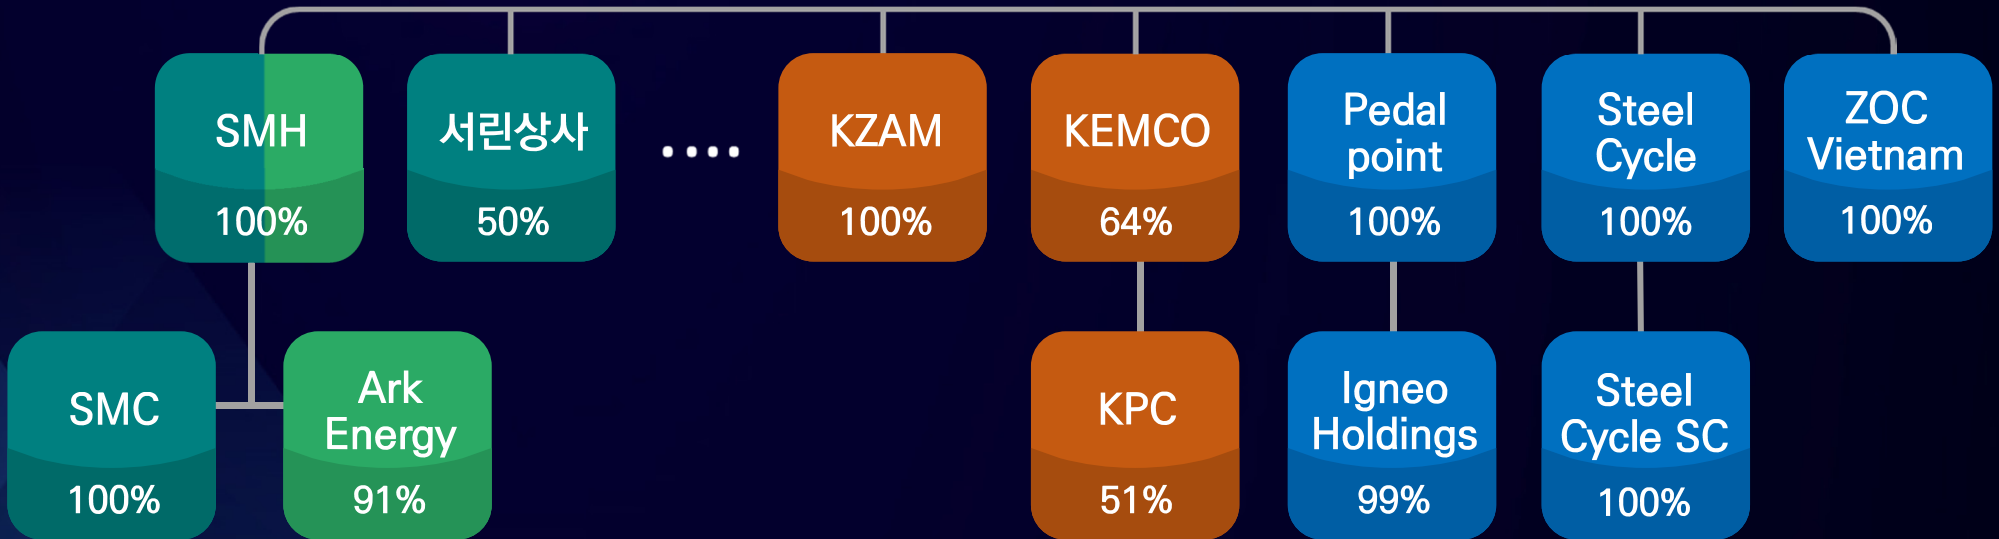 SMH
100%
서린상사
50%
....
KZAM
100%
KEMCO
64%
Pedal
point
100%
Steel
Cycle
100%
ZOC
Vietnam
100%
SMC
100%
Ark
Energy
91%
KPC
51%
Igneo
Holdings
99%
Steel
Cycle SC
100%